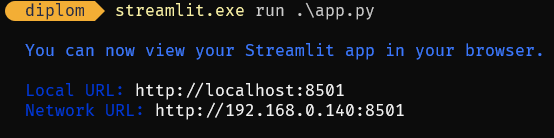 diplom streamlit.exe run .\app.py
You can now view your Streamlit app in your browser.
Local URL: http://localhost:8501
Network URL: http://192.168.0.140:8501